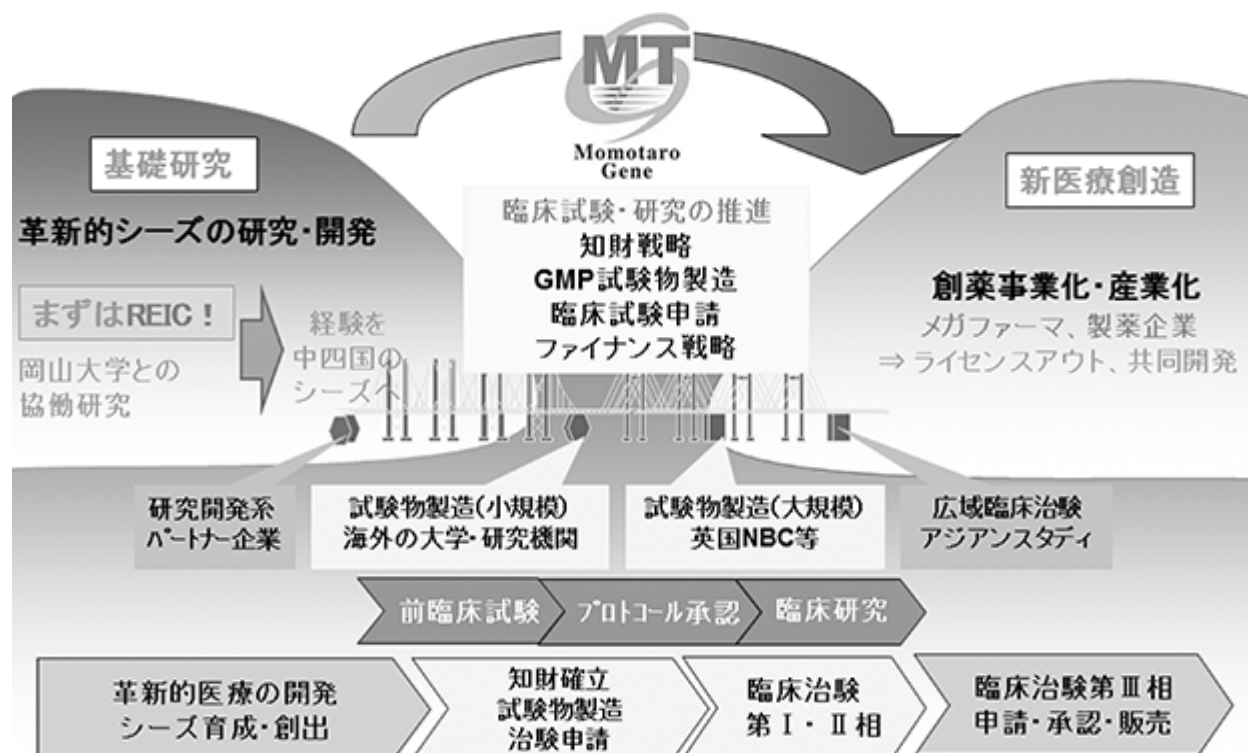 MT
Momotaro
Gene
基礎研究
革新的シーズの研究・開発
まずはREIC！
岡山大学との
協働研究
経験を
中四国の
シーズへ
臨床試験・研究の推進
知財戦略
GMP試験物製造
臨床試験申請
ファイナンス戦略
新医療創造
創薬事業化・産業化
メガファーマ、製薬企業
⇒ ライセンスアウト、共同開発
研究開発系
パートナー企業
試験物製造(小規模)
海外の大学・研究機関
試験物製造(大規模)
英国NBC等
広域臨床治験
アジアンスタディ
前臨床試験
プロトコール承認
臨床研究
革新的医療の開発
シーズ育成・創出
知財確立
試験物製造
治験申請
臨床治験
第Ⅰ・Ⅱ相
臨床治験第Ⅲ相
申請・承認・販売